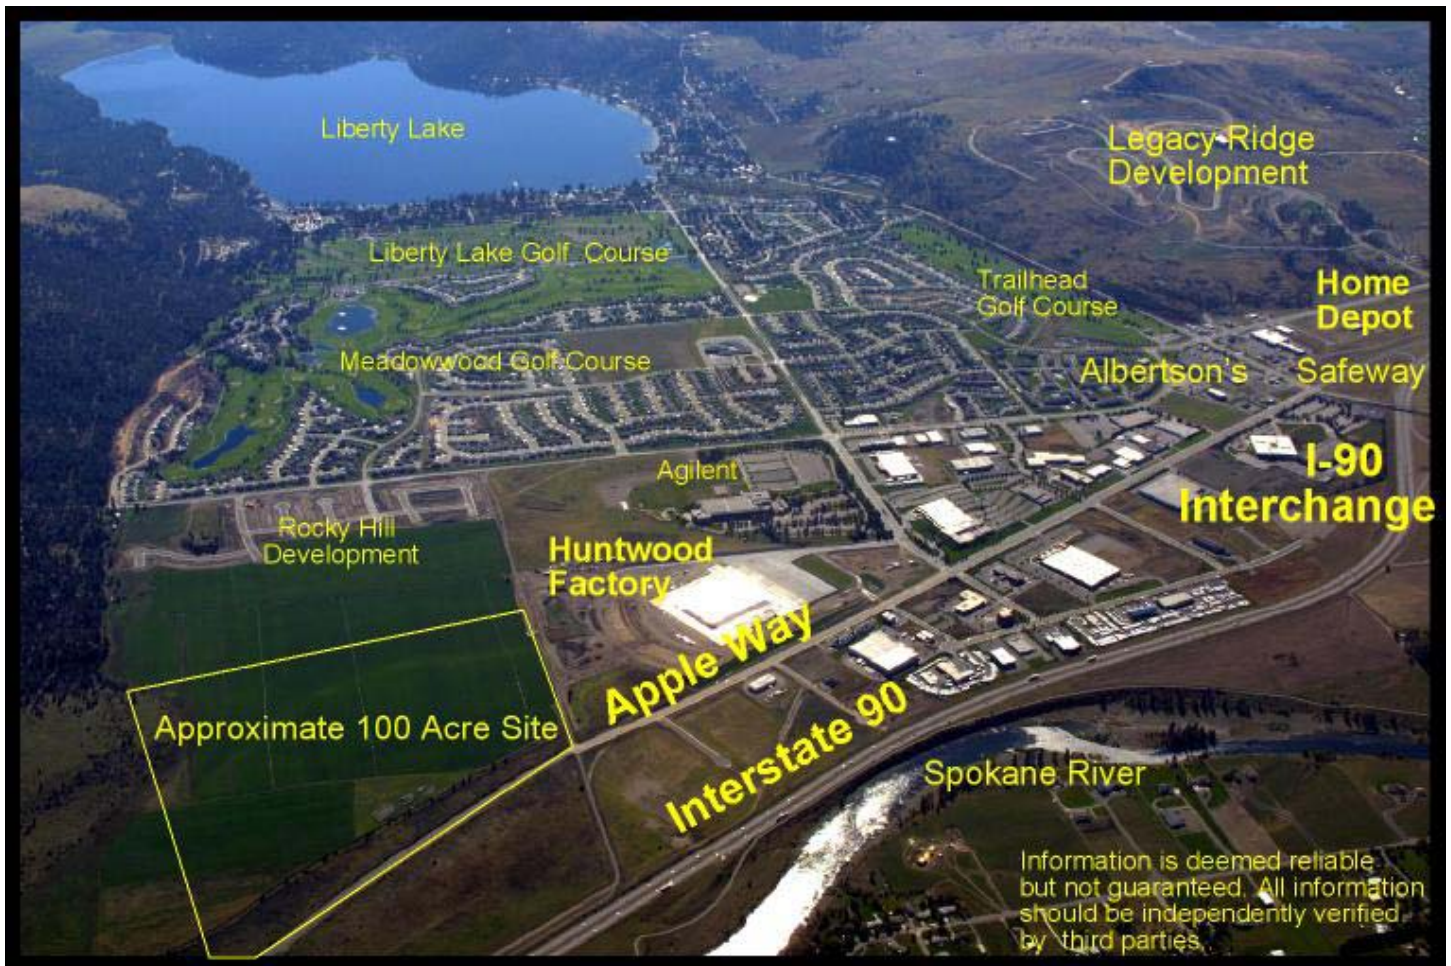 Liberty Lake
Legacy Ridge
Development
Liberty Lake Golf Course
Trailhead
Golf Course
Home
Depot
Meadowwood Golf Course
Albertson's
Safeway
Agilent
I-90
Interchange
Rocky Hill
Development
Huntwood
Factory
Apple Way
Approximate 100 Acre Site
Interstate 90
Spokane River
Information is deemed reliable
but not guaranteed. All information
should be independently verified
by third parties.